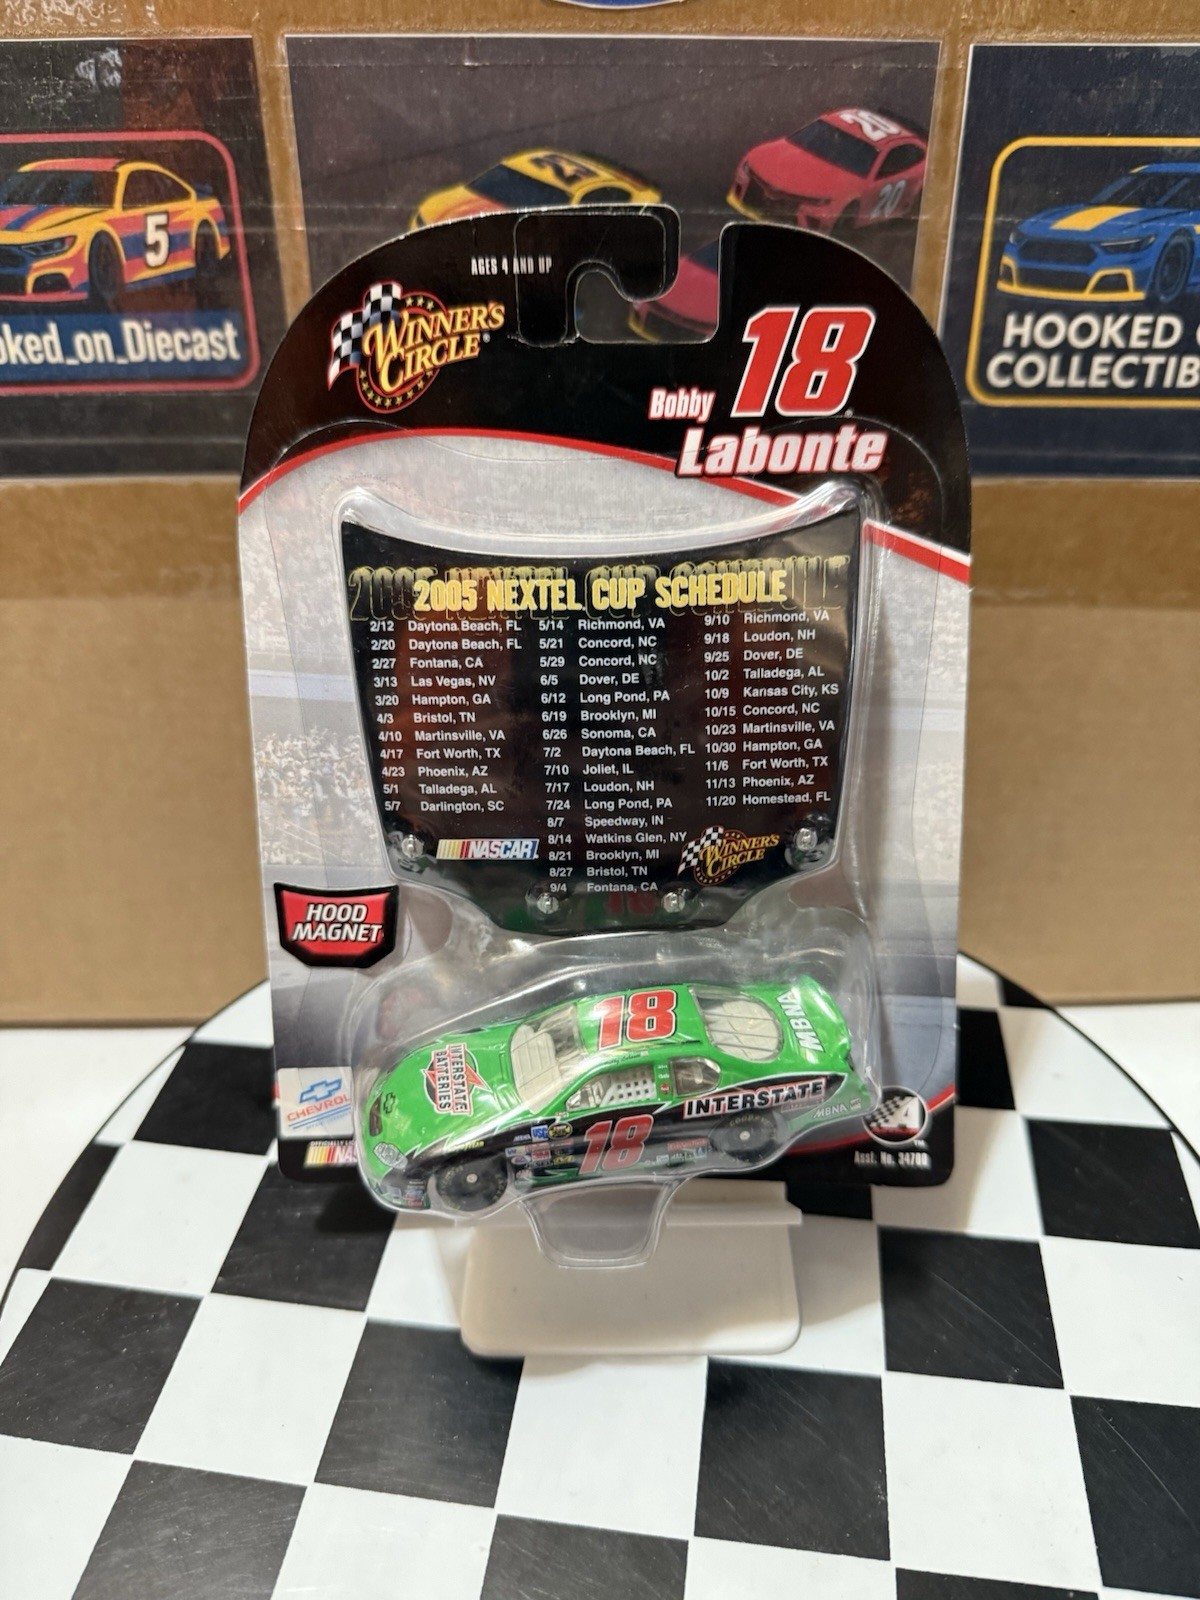 5
oked_on_Diecast
20
20
HOOKED
COLLECTIB
AGES 4 AND UP
WINNER'S
CIRCLE
18
Bobby
Labonte
2005 NEXTEL CUP SCHEDULE
2/12 Daytona Beach, FL
2/20 Daytona Beach, FL
2/27 Fontana, CA
3/13 Las Vegas, NV
3/20 Hampton, GA
4/3 Bristol, TN
4/10 Martinsville, VA
4/17 Fort Worth, TX
4/23 Phoenix, AZ
5/1 Talladega, AL
5/7 Darlington, SC
5/14 Richmond, VA
5/21 Concord, NC
5/29 Concord, NC
6/5 Dover, DE
6/12 Long Pond, PA
6/19 Brooklyn, MI
6/26 Sonoma, CA
7/2 Daytona Beach, FL
7/10 Joliet, IL
7/17 Loudon, NH
7/24 Long Pond, PA
8/7 Speedway, IN
8/14 Watkins Glen, NY
8/21 Brooklyn, MI
8/27 Bristol, TN
9/4 Fontana, CA
9/10 Richmond, VA
9/18 Loudon, NH
9/25 Dover, DE
10/2 Talladega, AL
10/9 Kansas City, KS
10/15 Concord, NC
10/23 Martinsville, VA
10/30 Hampton, GA
11/6 Fort Worth, TX
11/13 Phoenix, AZ
11/20 Homestead, FL
NASCAR
WINNER'S
CIRCLE
HOOD
MAGNET
18
MBNA
INTERSTATE
BATTERIES
INTERSTATE
MBNA
18
CHEVROL
Asst. No. 34700